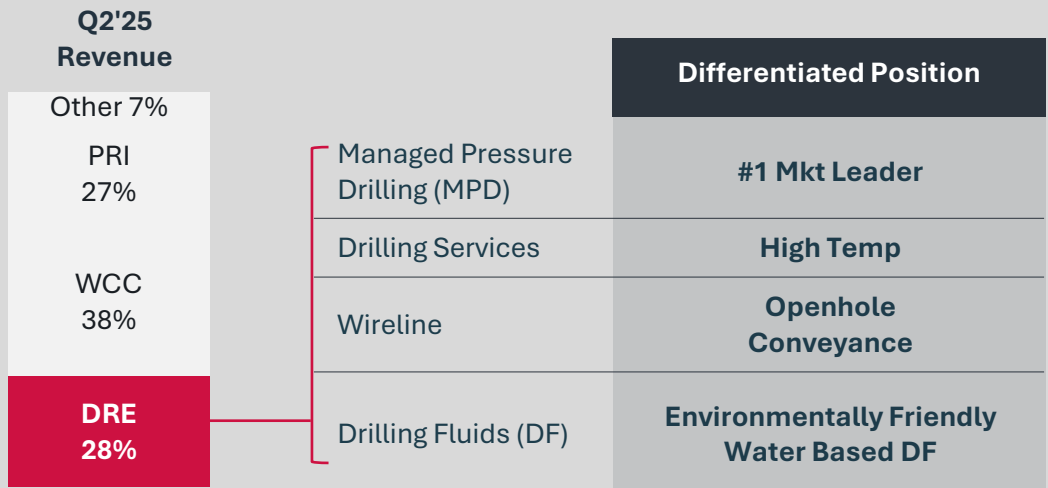 Q2'25
Revenue
Other 7%
PRI
27%
WCC
38%
DRE
28%
Differentiated Position
Managed Pressure
Drilling (MPD)
#1 Mkt Leader
Drilling Services
High Temp
Wireline
Openhole
Conveyance
Drilling Fluids (DF)
Environmentally Friendly
Water Based DF